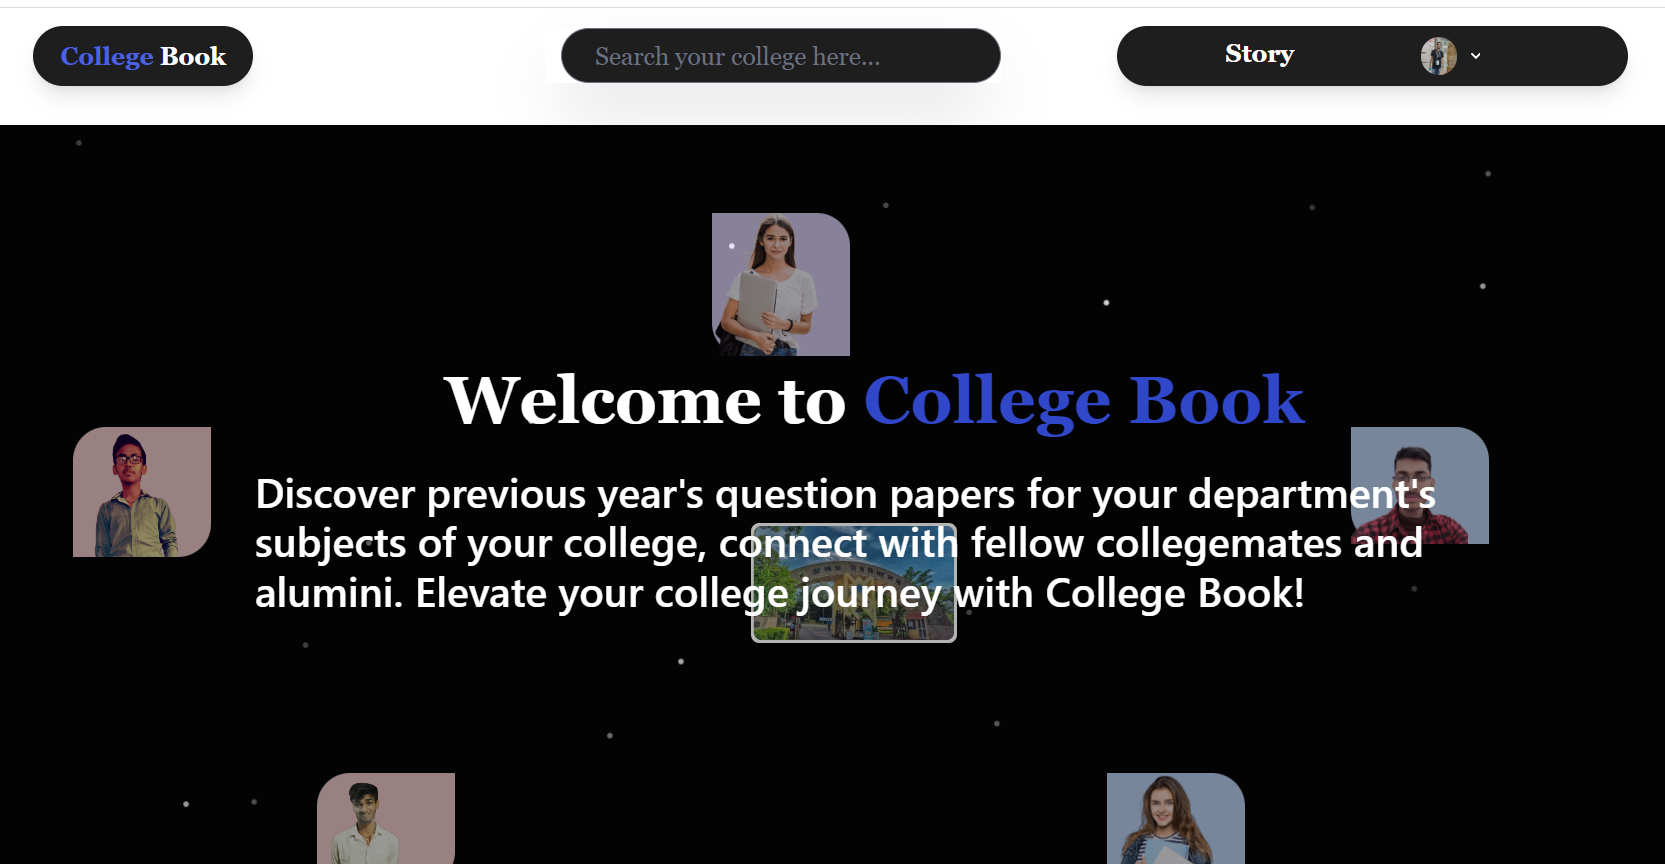 College Book
Search your college here...
Story
Welcome to College Book
Discover previous year's question papers for your department's
subjects of your college, connect with fellow collegemates and
alumini. Elevate your college journey with College Book!